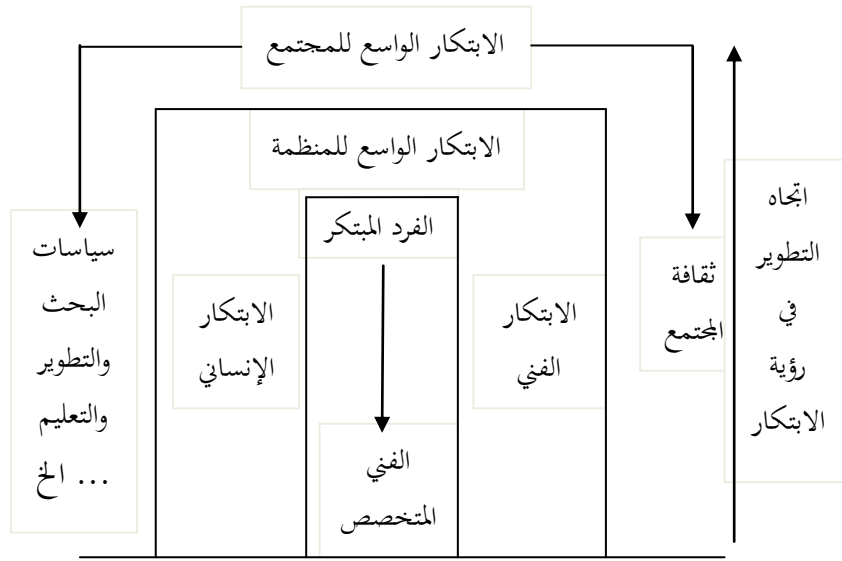 الابتكار الواسع للمجتمع
الابتكار الواسع للمنظمة
الفرد المبتكر
اتجاه
التطوير
في
رؤية
الابتكار
ثقافة
المجتمع
الابتكار
الفني
الفني
المتخصص
الابتكار
الإنساني
سياسات
البحث
والتطوير
والتعليم
... الخ